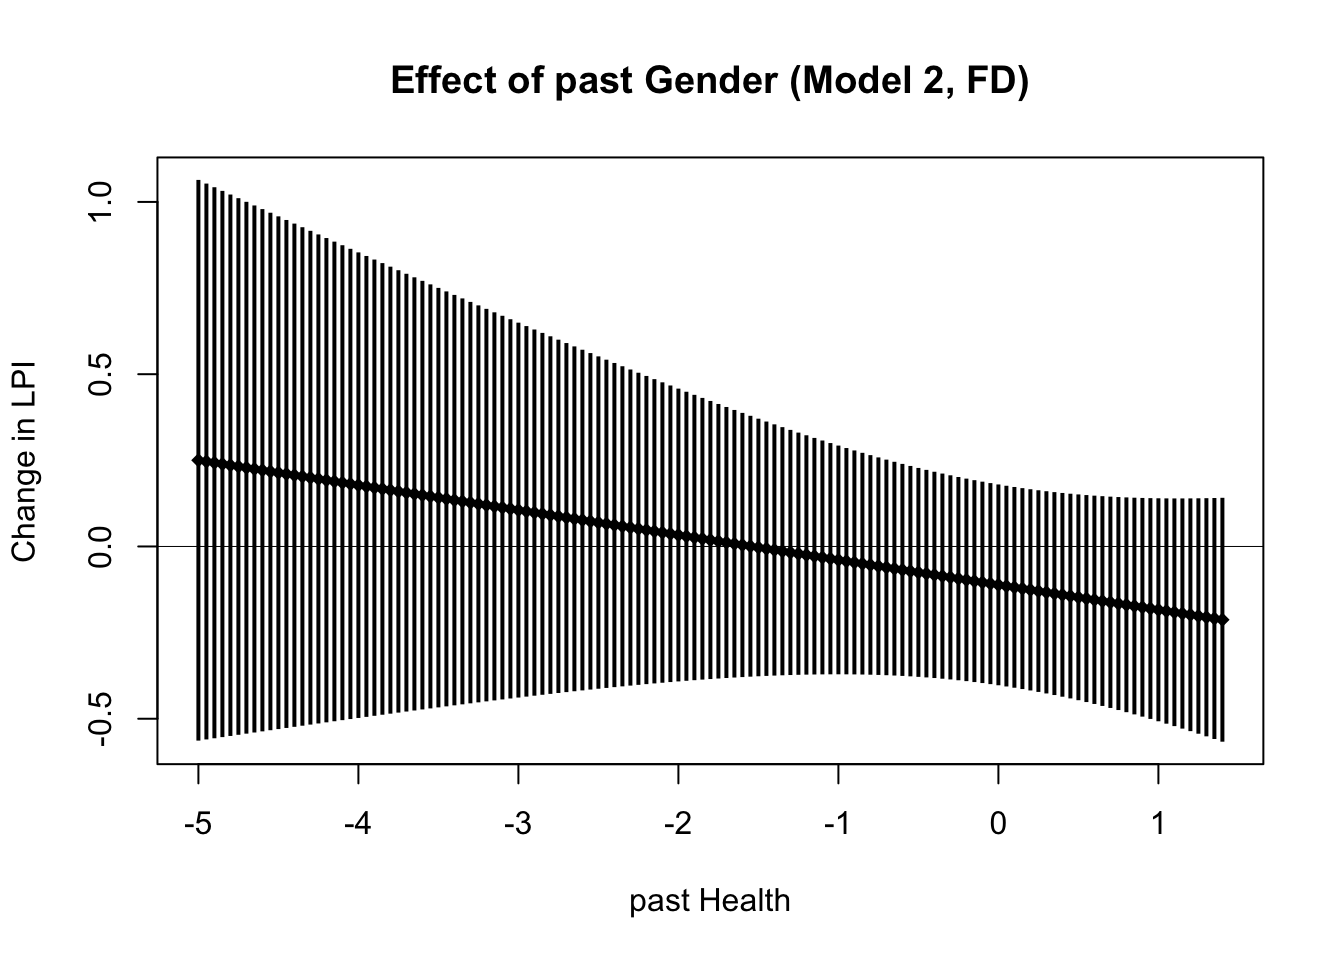 Effect of past Gender (Model 2, FD)
Change in LPI
1.0
0.5
0.0
-0.5
-5 -4 -3 -2 -1 0 1
past Health